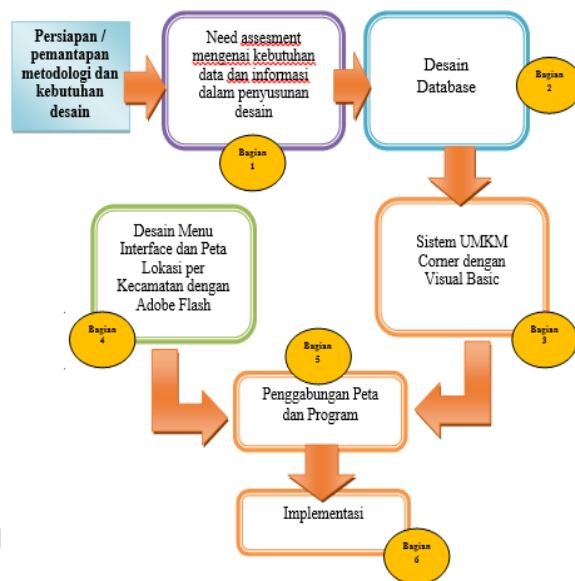 Persiapan /
pemantapan
metodologi dan
kebutuhan
desain
Need assesment
mengenai kebutuhan
data dan informasi
dalam penyusunan
desain
Bagian
1
Desain
Database
Bagian
2
Sistem UMKM
Corner dengan
Visual Basic
Bagian
3
Desain Menu
Interface dan Peta
Lokasi per
Kecamatan dengan
Adobe Flash
Bagian
4
Bagian
5
Penggabungan Peta
dan Program
Implementasi
Bagian
6